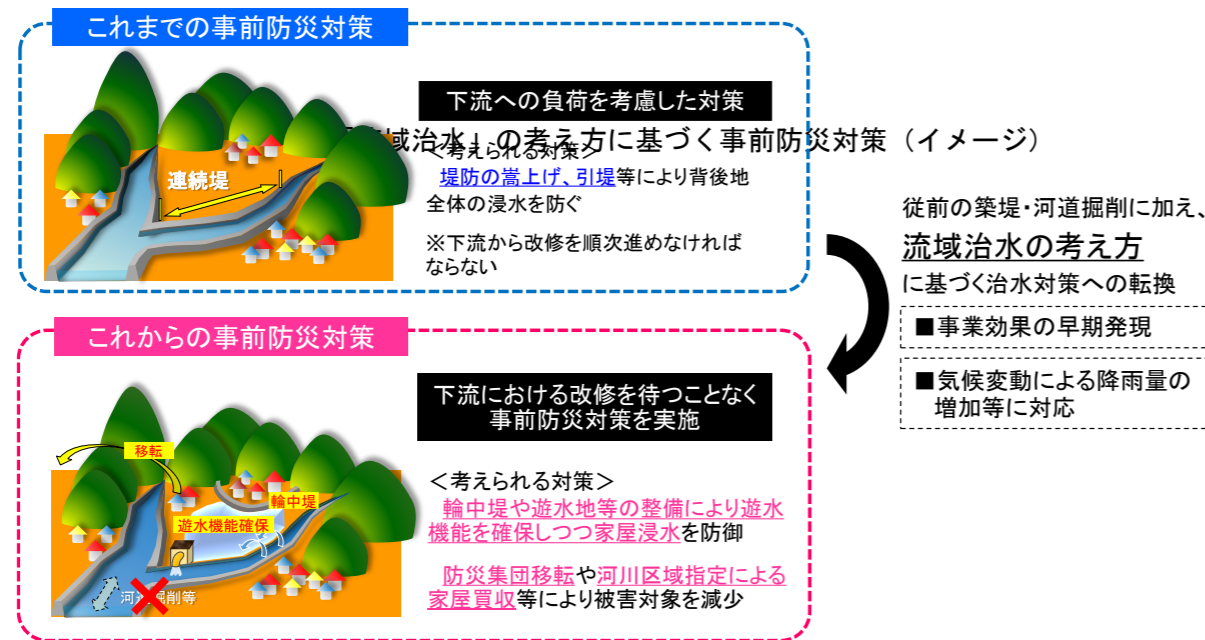 これまでの事前防災対策
下流への負荷を考慮した対策
域治水」の考え方に基づく事前防災対策（イメージ）
＜考えられる対策＞
堤防の嵩上げ、引堤等により背後地
全体の浸水を防ぐ
※下流から改修を順次進めなければ
ならない
連続堤
従前の築堤・河道掘削に加え、
流域治水の考え方
に基づく治水対策への転換
■事業効果の早期発現
■気候変動による降雨量の
増加等に対応
これからの事前防災対策
下流における改修を待つことなく
事前防災対策を実施
＜考えられる対策＞
輪中堤や遊水地等の整備により遊水
機能を確保しつつ家屋浸水を防御
防災集団移転や河川区域指定による
家屋買収等により被害対象を減少
移転
輪中堤
遊水機能確保
河道掘削等